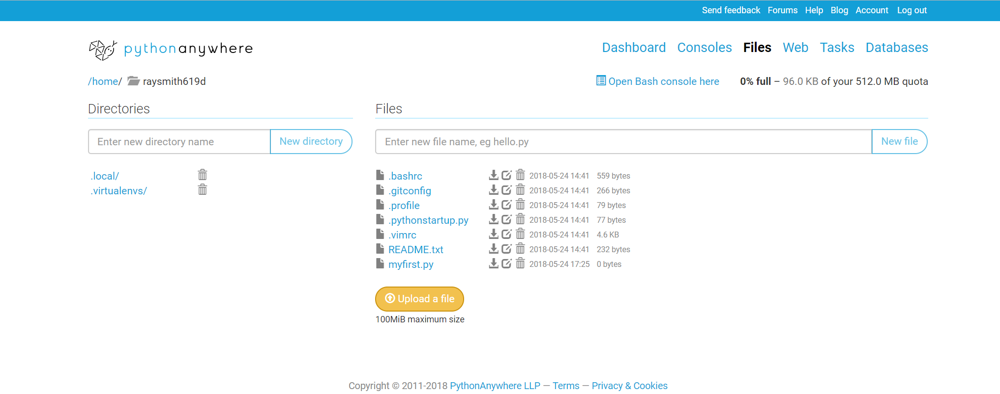 Send feedback Forums Help Blog Account Log out
pythonanywhere
Dashboard Consoles Files Web Tasks Databases
/home/ raysmith619d
Open Bash console here 0% full – 96.0 KB of your 512.0 MB quota
Directories
Enter new directory name New directory
.local/
.virtualenvs/
Files
Enter new file name, eg hello.py New file
.bashrc 2018-05-24 14:41 559 bytes
.gitconfig 2018-05-24 14:41 266 bytes
.profile 2018-05-24 14:41 79 bytes
.pythonstartup.py 2018-05-24 14:41 77 bytes
.vimrc 2018-05-24 14:41 4.6 KB
README.txt 2018-05-24 14:41 232 bytes
myfirst.py 2018-05-24 17:25 0 bytes
Upload a file
100MiB maximum size
Copyright © 2011-2018 PythonAnywhere LLP — Terms — Privacy & Cookies